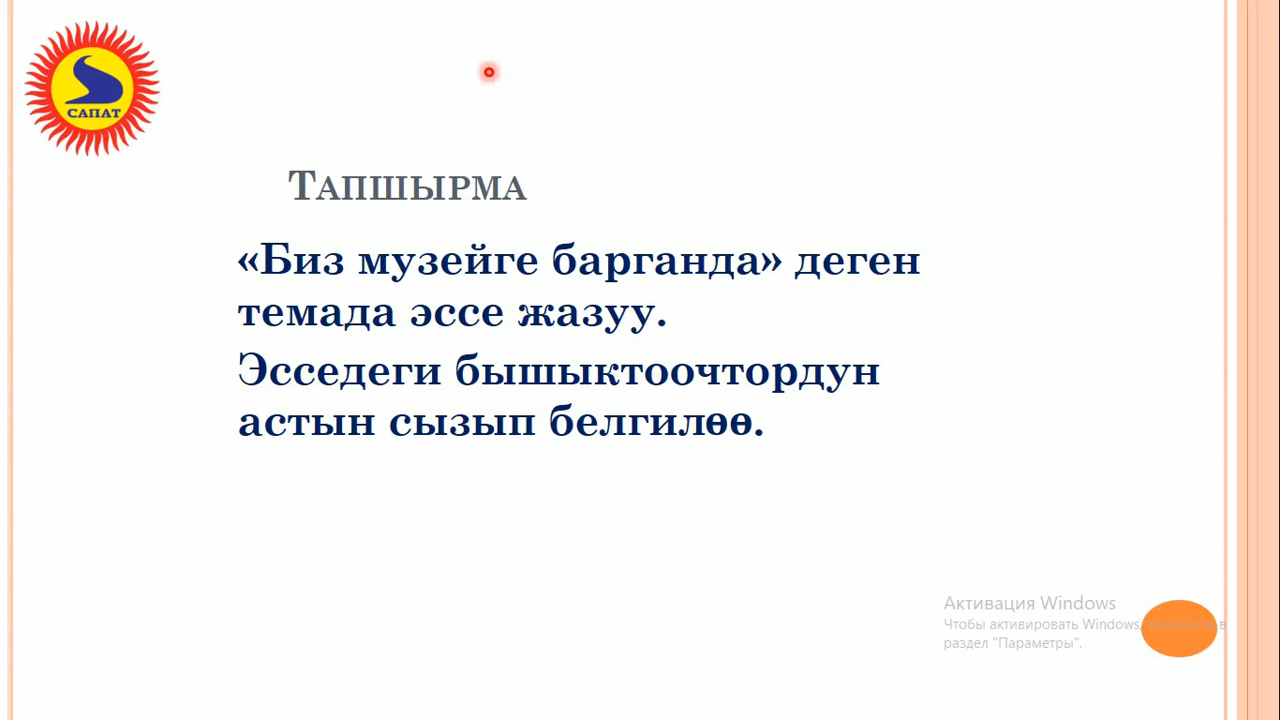 САПАТ
Тапшырма
«Биз музейге барганда» деген
темада эссе жазуу.
Эсседеги бышыктоочтордун
астын сызып белгилөө.
Активация Windows
Чтобы активировать Windows, в
раздел "Параметры".